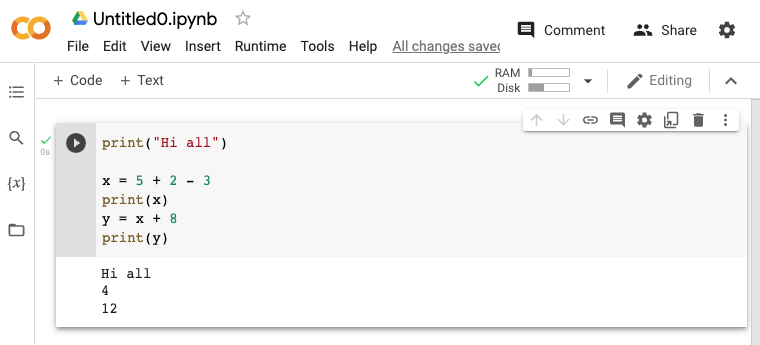 Untitled0.ipynb
Comment
Share
File Edit View Insert Runtime Tools Help All changes saved
+ Code + Text
RAM
Disk
Editing
{x}
0s
print("Hi all")
x = 5 + 2 - 3
print(x)
y = x + 8
print(y)
Hi all
4
12